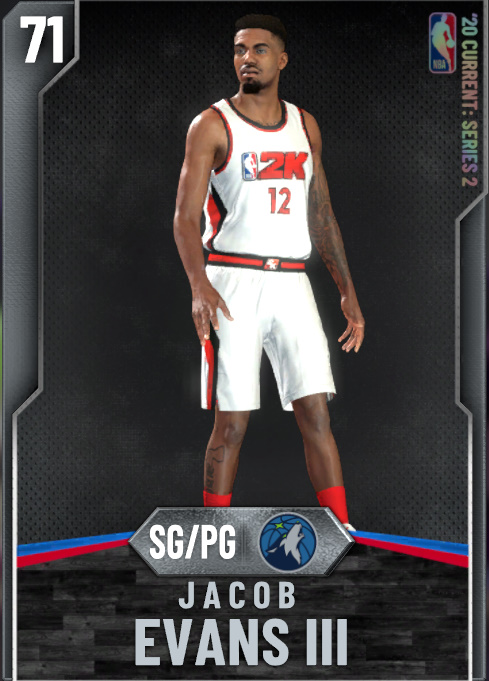 71
NBA
'20 CURRENT: SERIES 2
2K
12
SG/PG
JACOB
EVANS III